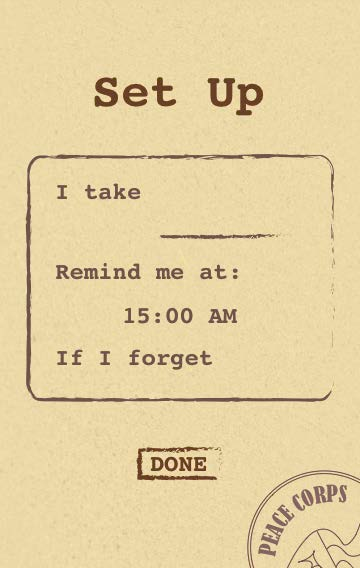 Set Up
I take
Remind me at:
15:00 AM
If I forget
DONE
PEACE CORPS